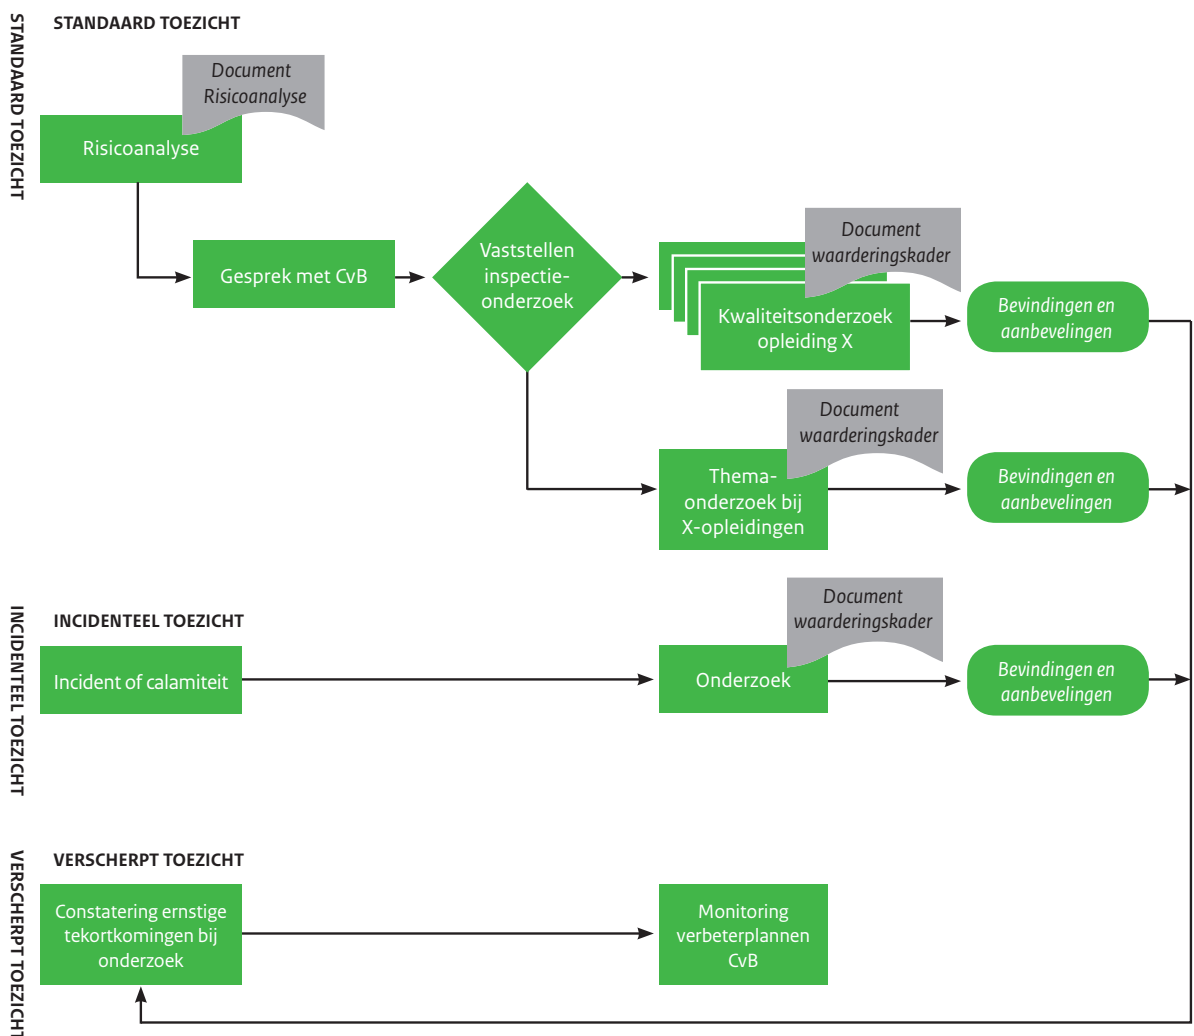 STANDAARD TOEZICHT
STANDAARD TOEZICHT
Document
Risicoanalyse
Risicoanalyse
Gesprek met CvB
Vaststellen
inspectie-
onderzoek
Document
waarderingskader
Kwaliteitsonderzoek
opleiding X
Bevindingen en
aanbevelingen
Document
waarderingskader
Thema-
onderzoek bij
X-opleidingen
Bevindingen en
aanbevelingen
INCIDENTEEL TOEZICHT
INCIDENTEEL TOEZICHT
Incident of calamiteit
Document
waarderingskader
Onderzoek
Bevindingen en
aanbevelingen
VERSCHERPT TOEZICHT
VERSCHERPT TOEZICHT
Constatering ernstige
tekortkomingen bij
onderzoek
Monitoring
verbeterplannen
CvB